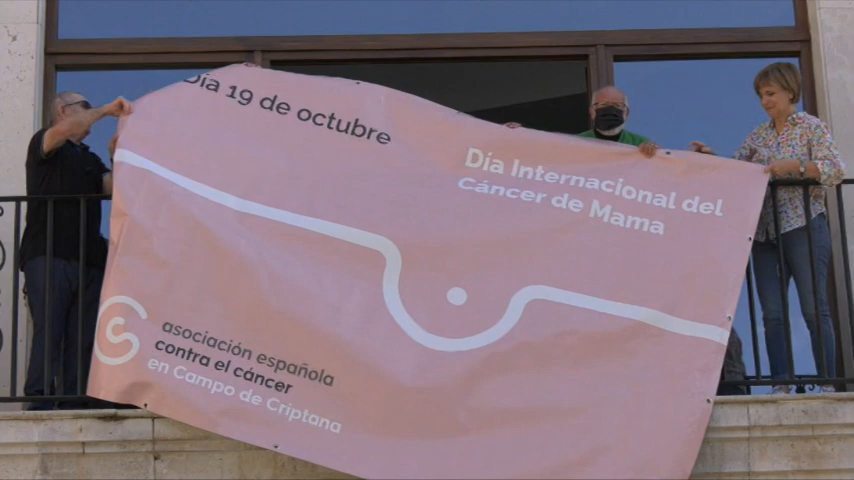 Día 19 de octubre
Día Internacional del
Cáncer de Mama
asociación española
contra el cáncer
en Campo de Criptana